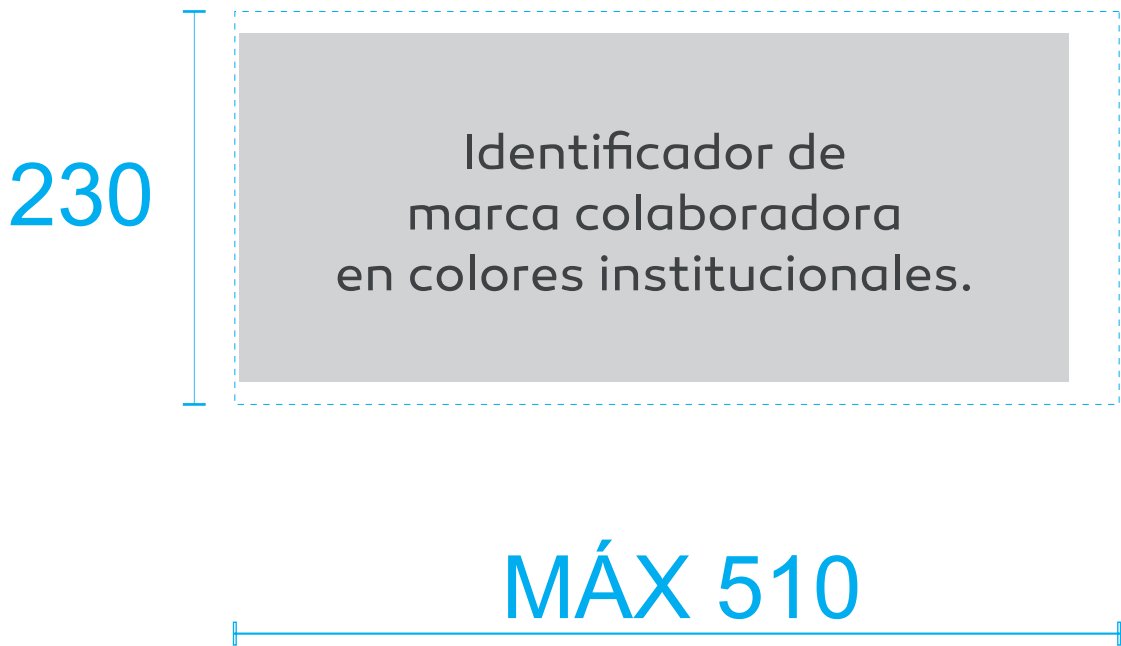 230
Identificador de
marca colaboradora
en colores institucionales.
MÁX 510